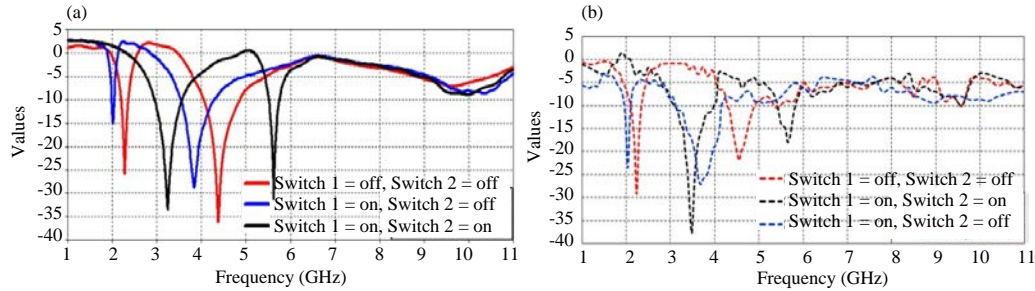 (a)
5
0
-5
-10
-15
-20
-25
-30
-35
-40
Values
Switch 1 = off, Switch 2 = off
Switch 1 = on, Switch 2 = off
Switch 1 = on, Switch 2 = on
1 2 3 4 5 6 7 8 9 10 11
Frequency (GHz)
(b)
5
0
-5
-10
-15
-20
-25
-30
-35
-40
Values
Switch 1 = off, Switch 2 = off
Switch 1 = on, Switch 2 = on
Switch 1 = on, Switch 2 = off
1 2 3 4 5 6 7 8 9 10 11
Frequency (GHz)